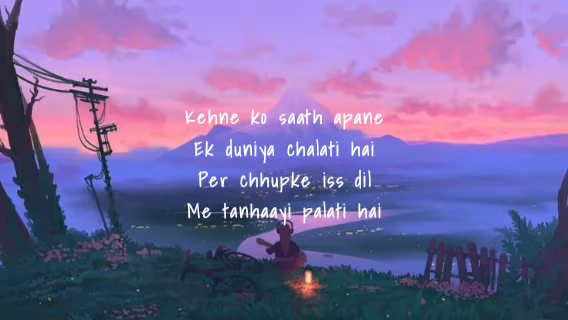 Kehne ko saath apane
Ek duniya chalati hai
Per chhupke iss dil
Me tanhaayi palati hai